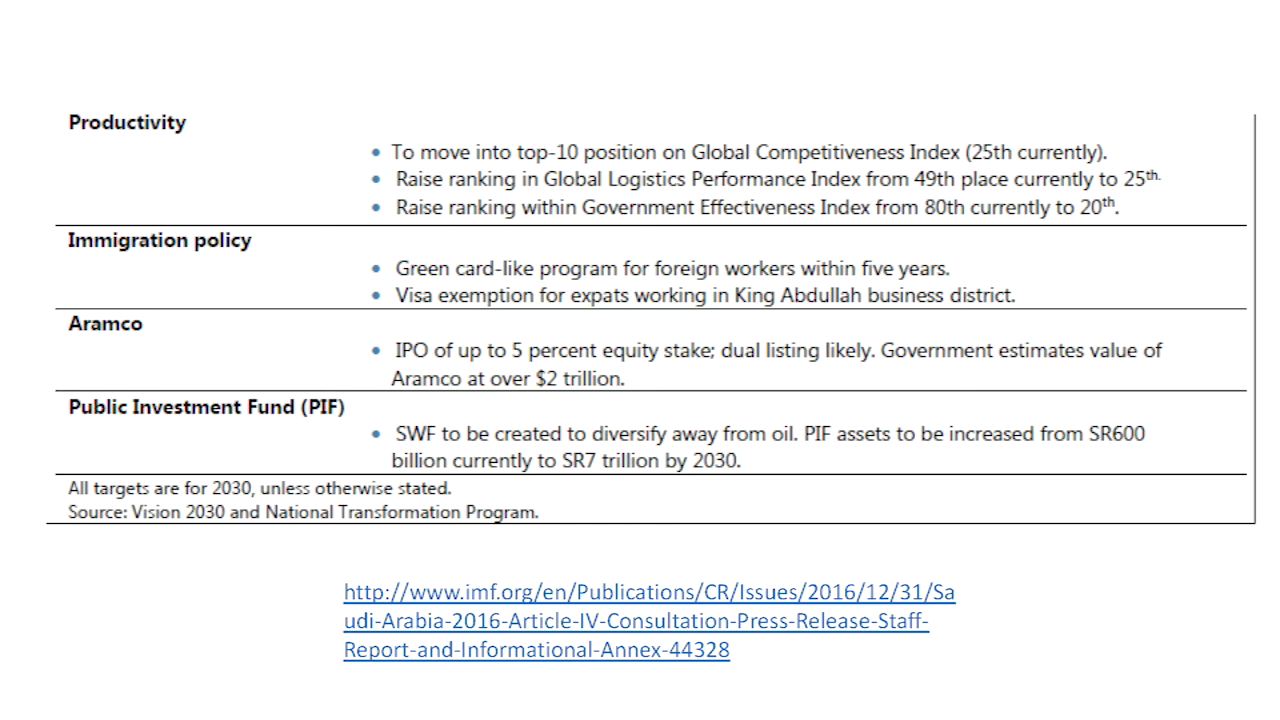 Productivity
• To move into top-10 position on Global Competitiveness Index (25th currently).
• Raise ranking in Global Logistics Performance Index from 49th place currently to 25th.
• Raise ranking within Government Effectiveness Index from 80th currently to 20th.
Immigration policy
• Green card-like program for foreign workers within five years.
• Visa exemption for expats working in King Abdullah business district.
Aramco
• IPO of up to 5 percent equity stake; dual listing likely. Government estimates value of
Aramco at over $2 trillion.
Public Investment Fund (PIF)
• SWF to be created to diversify away from oil. PIF assets to be increased from SR600
billion currently to SR7 trillion by 2030.
All targets are for 2030, unless otherwise stated.
Source: Vision 2030 and National Transformation Program.
http://www.imf.org/en/Publications/CR/Issues/2016/12/31/Sa
udi-Arabia-2016-Article-IV-Consultation-Press-Release-Staff-
Report-and-Informational-Annex-44328